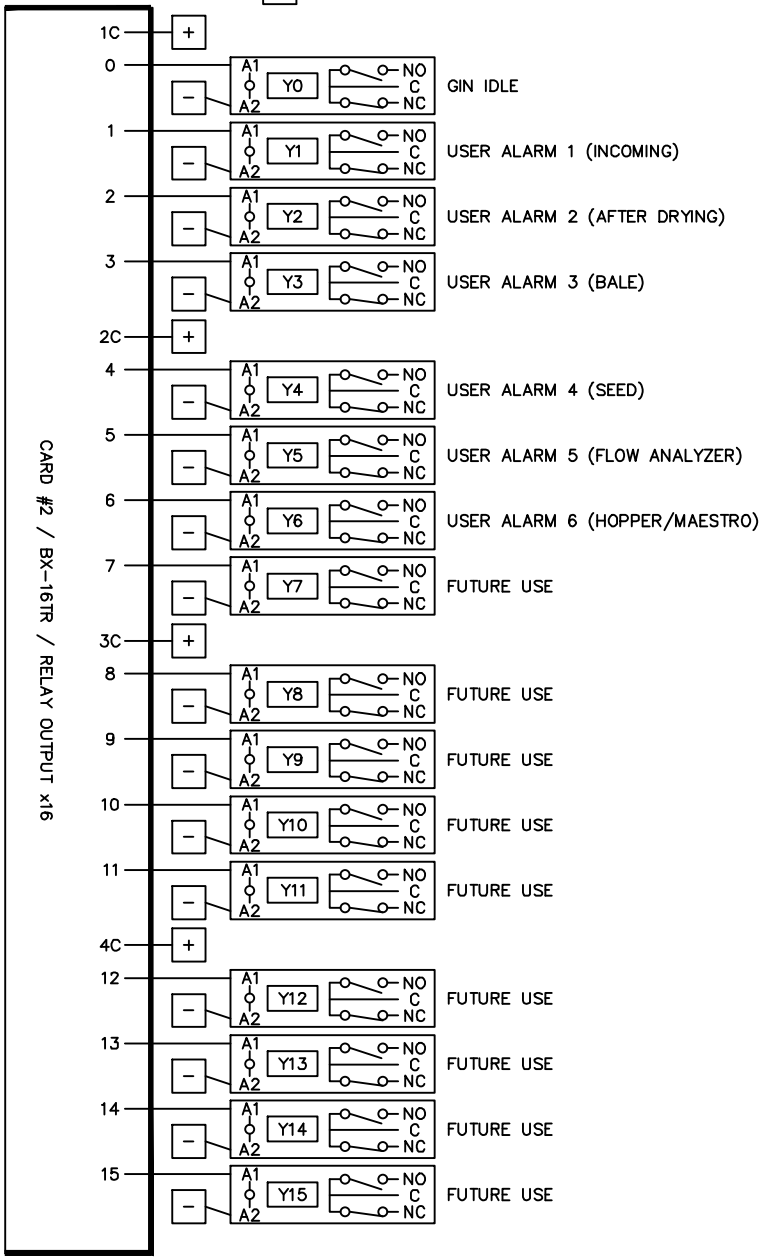 1C +
0 A1 Y0 NO
C GIN IDLE
- A2 NC
1 A1 Y1 NO
C USER ALARM 1 (INCOMING)
- A2 NC
2 A1 Y2 NO
C USER ALARM 2 (AFTER DRYING)
- A2 NC
3 A1 Y3 NO
C USER ALARM 3 (BALE)
- A2 NC
2C +
4 A1 Y4 NO
C USER ALARM 4 (SEED)
- A2 NC
5 A1 Y5 NO
C USER ALARM 5 (FLOW ANALYZER)
- A2 NC
6 A1 Y6 NO
C USER ALARM 6 (HOPPER/MAESTRO)
- A2 NC
7 A1 Y7 NO
C FUTURE USE
- A2 NC
3C +
8 A1 Y8 NO
C FUTURE USE
- A2 NC
9 A1 Y9 NO
C FUTURE USE
- A2 NC
10 A1 Y10 NO
C FUTURE USE
- A2 NC
11 A1 Y11 NO
C FUTURE USE
- A2 NC
4C +
12 A1 Y12 NO
C FUTURE USE
- A2 NC
13 A1 Y13 NO
C FUTURE USE
- A2 NC
14 A1 Y14 NO
C FUTURE USE
- A2 NC
15 A1 Y15 NO
C FUTURE USE
- A2 NC
CARD #2 / BX-16TR / RELAY OUTPUT x16